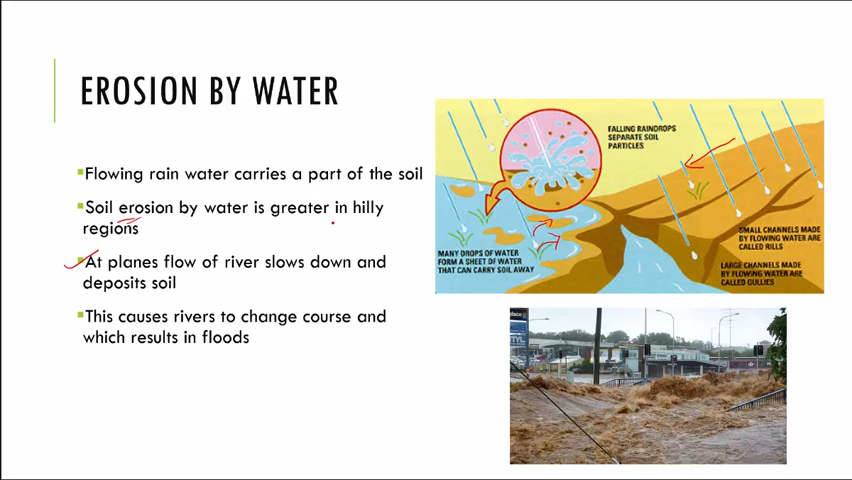 EROSION BY WATER
Flowing rain water carries a part of the soil
Soil erosion by water is greater in hilly
regions
At planes flow of river slows down and
deposits soil
This causes rivers to change course and
which results in floods
FALLING RAINDROPS
SEPARATE SOIL
PARTICLES
MANY DROPS OF WATER
FORM A SHEET OF WATER
THAT CAN CARRY SOIL AWAY
SMALL CHANNELS MADE
BY FLOWING WATER ARE
CALLED RILLS
LARGE CHANNELS MADE
BY FLOWING WATER ARE
CALLED GULLIES